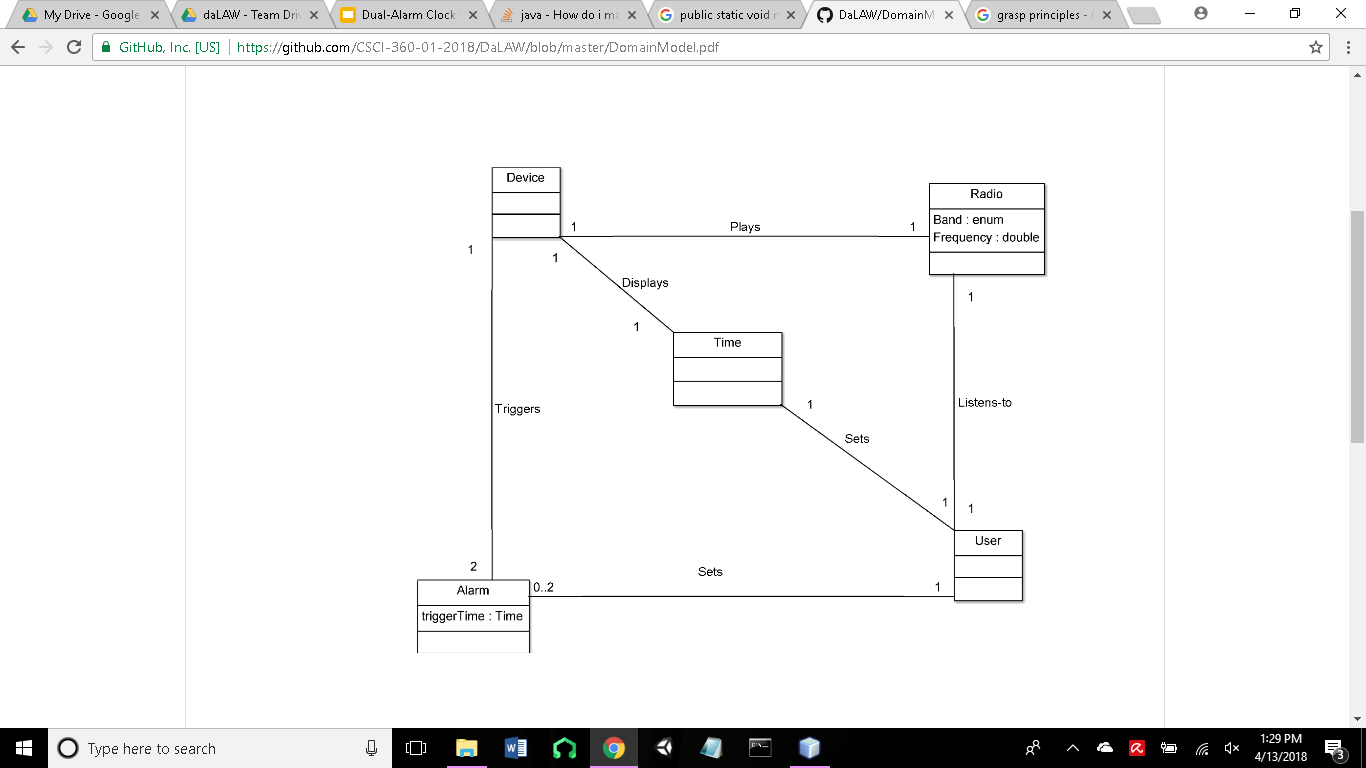 My Drive - Google
daLAW - Team Dri
Dual-Alarm Clock
java - How do i ma
public static void
DaLAW/DomainM
grasp principles -
GitHub, Inc. [US]
https://github.com/CSCI-360-01-2018/DaLAW/blob/master/DomainModel.pdf
Device
Radio
Band : enum
Frequency : double
1
Plays
1
1
1
Displays
1
1
Time
Triggers
1
Listens-to
Sets
1
1
User
2
Sets
Alarm
0..2
1
triggerTime : Time
Type here to search
1:29 PM
4/13/2018
3